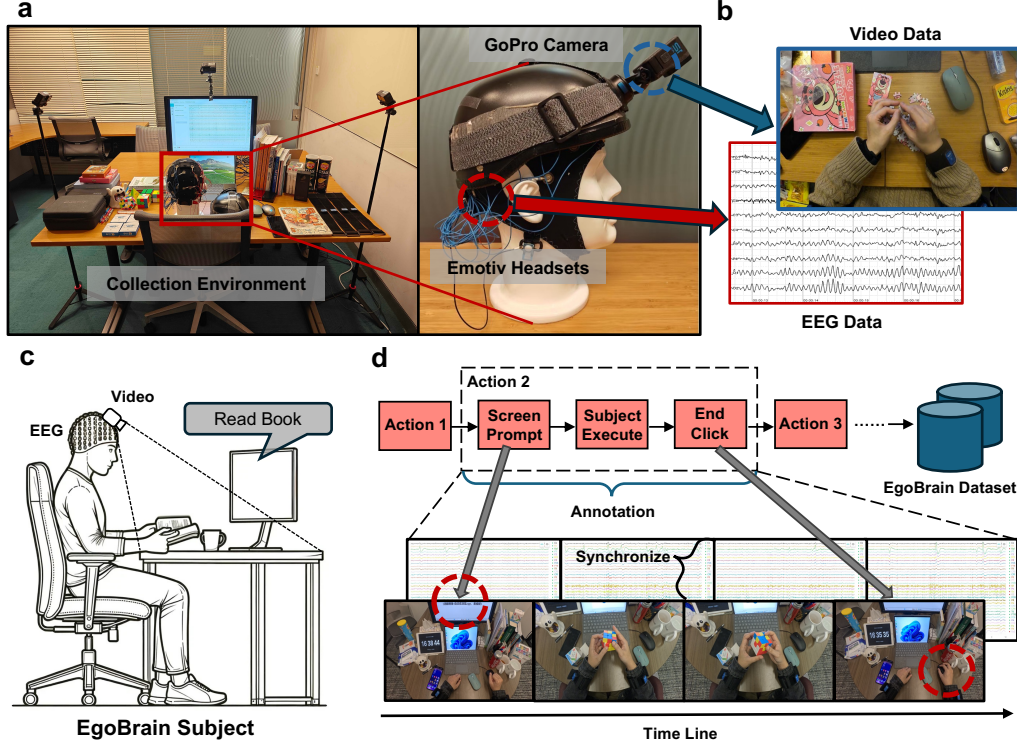 a
GoPro Camera
Collection Environment
Emotiv Headsets
b
Video Data
EEG Data
c
Video
EEG
Read Book
EgoBrain Subject
d
Action 2
Action 1
Screen
Prompt
Subject
Execute
End
Click
Action 3
EgoBrain Dataset
Annotation
Synchronize
Time Line